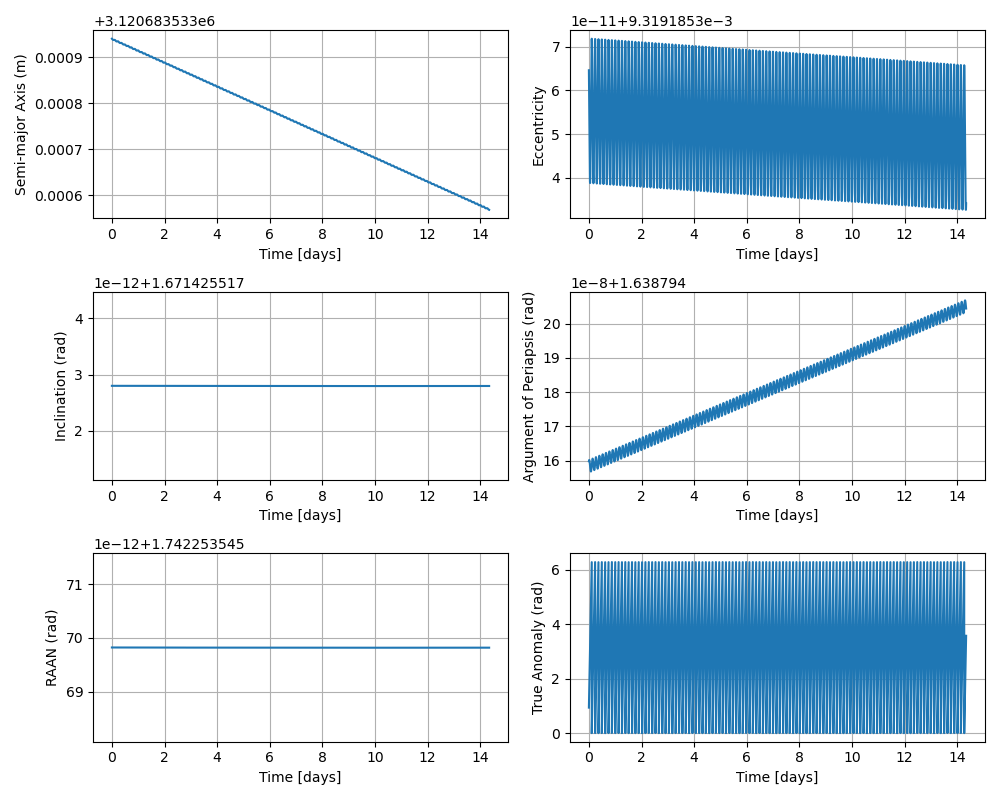 +3.120683533e6
0.0009
0.0008
0.0007
0.0006
Semi-major Axis (m)
0 2 4 6 8 10 12 14
Time [days]
1e−11+9.3191853e−3
7
6
5
4
Eccentricity
0 2 4 6 8 10 12 14
Time [days]
1e−12+1.671425517
4
3
2
Inclination (rad)
0 2 4 6 8 10 12 14
Time [days]
1e−8+1.638794
20
19
18
17
16
Argument of Periapsis (rad)
0 2 4 6 8 10 12 14
Time [days]
1e−12+1.742253545
71
70
69
RAAN (rad)
0 2 4 6 8 10 12 14
Time [days]
6
4
2
0
True Anomaly (rad)
0 2 4 6 8 10 12 14
Time [days]